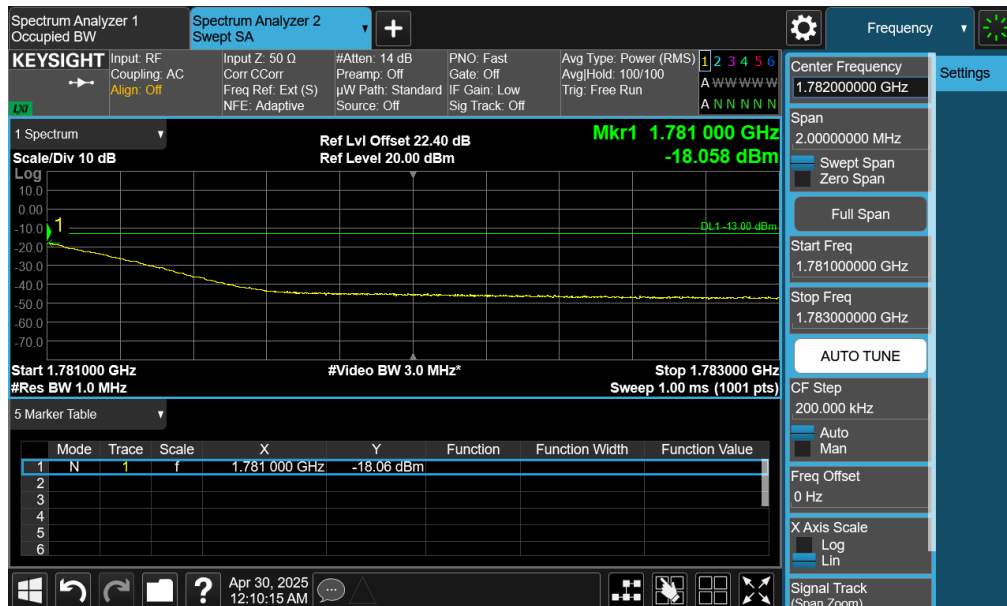 Spectrum Analyzer 1
Occupied BW
Spectrum Analyzer 2
Swept SA
Frequency
KEYSIGHT
Input: RF
Coupling: AC
Align: Off
Input Z: 50 Ω
Corr CCorr
Freq Ref: Ext (S)
NFE: Adaptive
#Atten: 14 dB
Preamp: Off
µW Path: Standard
Source: Off
PNO: Fast
Gate: Off
IF Gain: Low
Sig Track: Off
Avg Type: Power (RMS)
Avg|Hold: 100/100
Trig: Free Run
1 2 3 4 5 6
A W W W W W
A N N N N N
LXI
1 Spectrum
Scale/Div 10 dB
Ref Lvl Offset 22.40 dB
Ref Level 20.00 dBm
Mkr1 1.781 000 GHz
-18.058 dBm
Log
10.0
0.00
-10.0
-20.0
-30.0
-40.0
-50.0
-60.0
-70.0
1
DL1 -13.00 dBm
Start 1.781000 GHz
#Res BW 1.0 MHz
#Video BW 3.0 MHz*
Stop 1.783000 GHz
Sweep 1.00 ms (1001 pts)
5 Marker Table
Mode Trace Scale X Y Function Function Width Function Value
1 N 1 f 1.781 000 GHz -18.06 dBm
2
3
4
5
6
Apr 30, 2025
12:10:15 AM
Center Frequency
1.782000000 GHz
Settings
Span
2.00000000 MHz
Swept Span
Zero Span
Full Span
Start Freq
1.781000000 GHz
Stop Freq
1.783000000 GHz
AUTO TUNE
CF Step
200.000 kHz
Auto
Man
Freq Offset
0 Hz
X Axis Scale
Log
Lin
Signal Track
(Span Zoom)